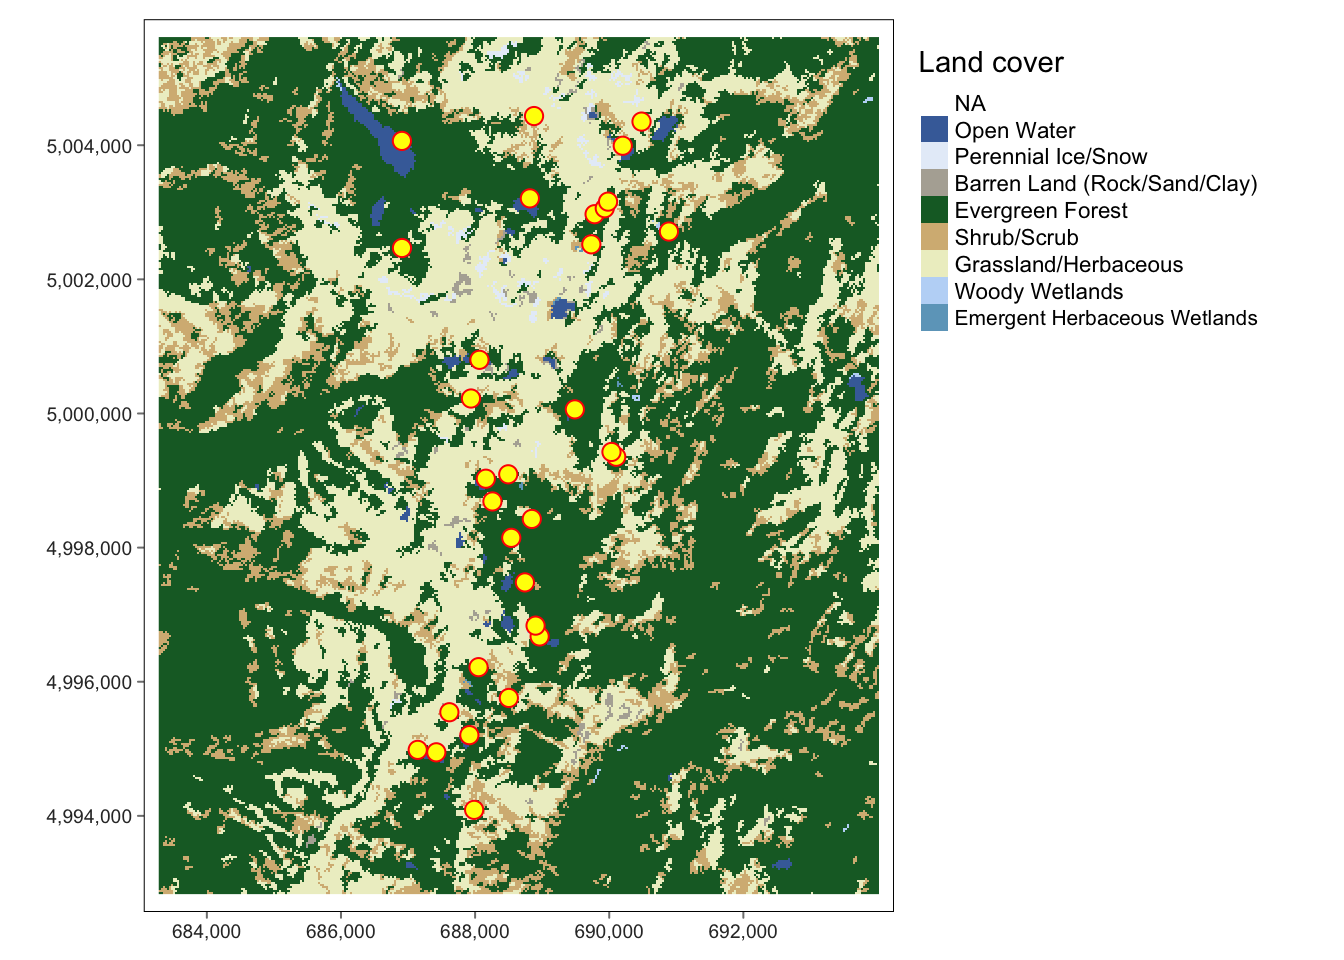 Land cover
NA
Open Water
Perennial Ice/Snow
Barren Land (Rock/Sand/Clay)
Evergreen Forest
Shrub/Scrub
Grassland/Herbaceous
Woody Wetlands
Emergent Herbaceous Wetlands
5,004,000
5,002,000
5,000,000
4,998,000
4,996,000
4,994,000
684,000 686,000 688,000 690,000 692,000